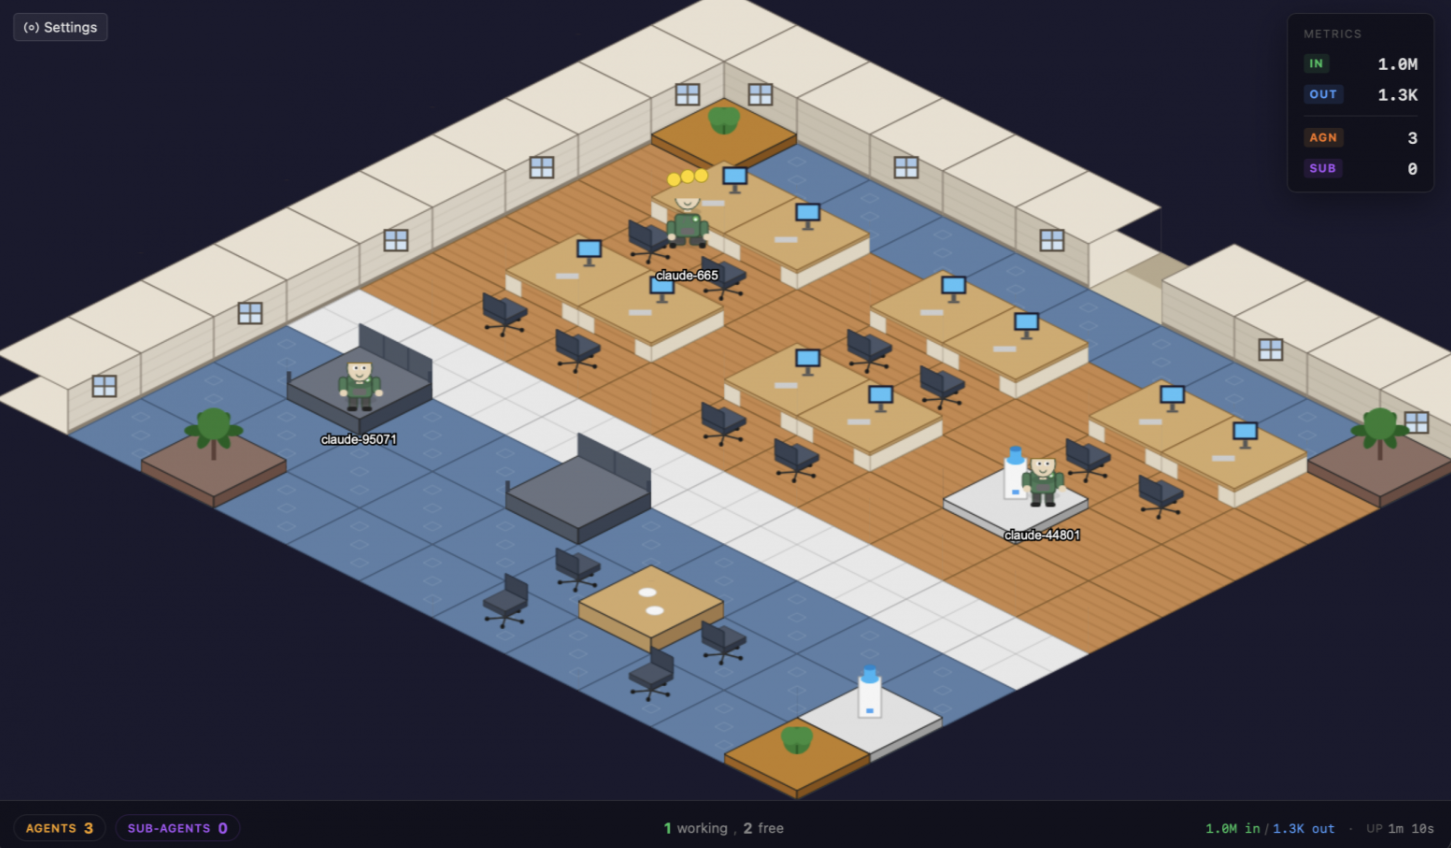 (o) Settings
METRICS
IN 1.0M
OUT 1.3K
AGN 3
SUB 0
claude-665
claude-95071
claude-44801
AGENTS 3 SUB-AGENTS 0 1 working , 2 free 1.0M in / 1.3K out · UP 1m 10s